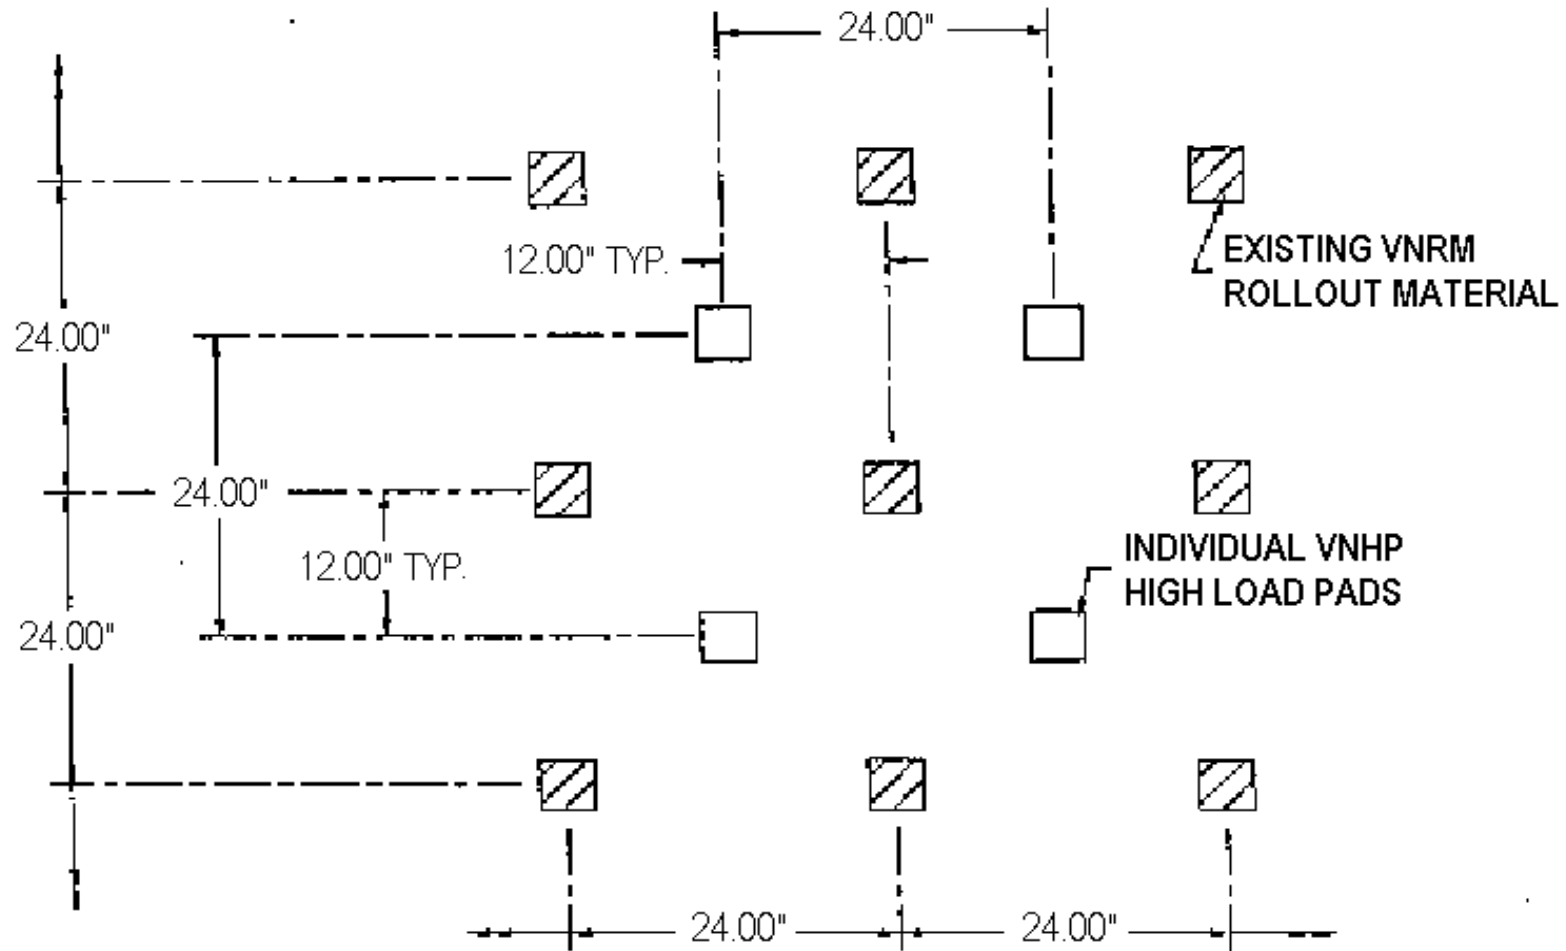 24.00"
12.00" TYP.
EXISTING VNRM
ROLLOUT MATERIAL
24.00"
24.00"
12.00" TYP.
INDIVIDUAL VNHP
HIGH LOAD PADS
24.00"
24.00"
24.00"